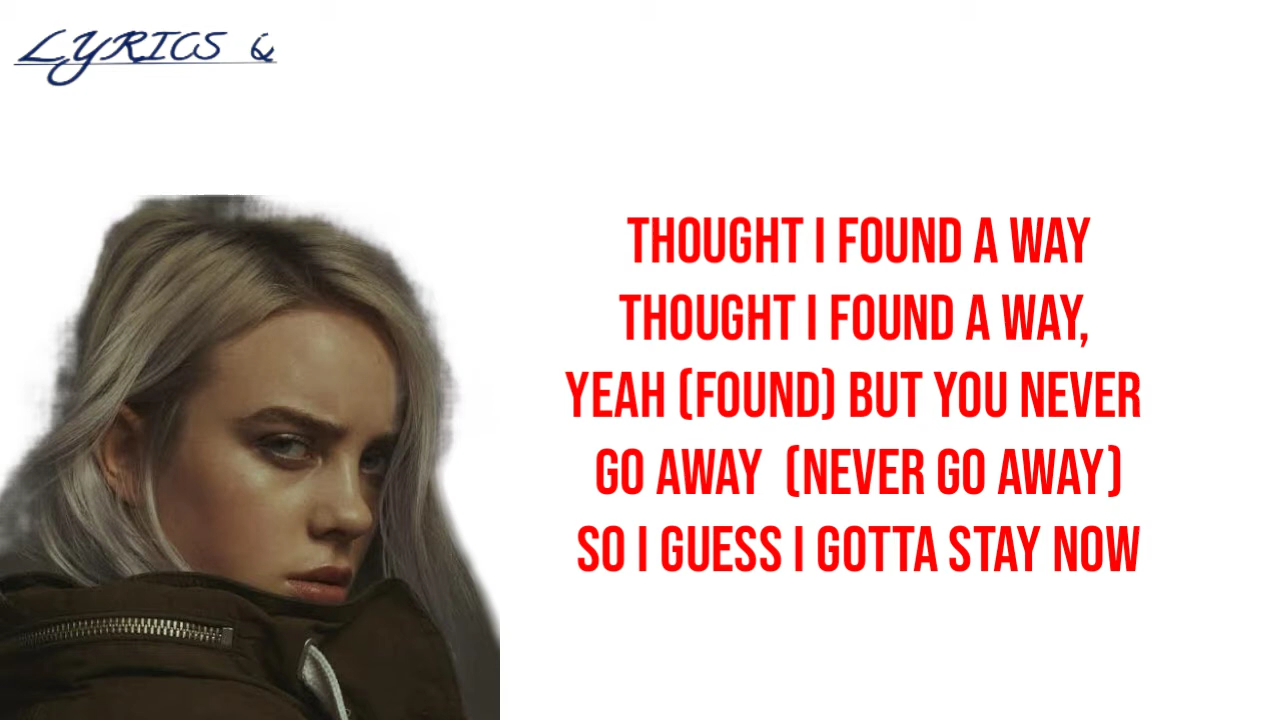 LYRICS &
THOUGHT I FOUND A WAY
THOUGHT I FOUND A WAY,
YEAH (FOUND) BUT YOU NEVER
GO AWAY (NEVER GO AWAY)
SO I GUESS I GOTTA STAY NOW